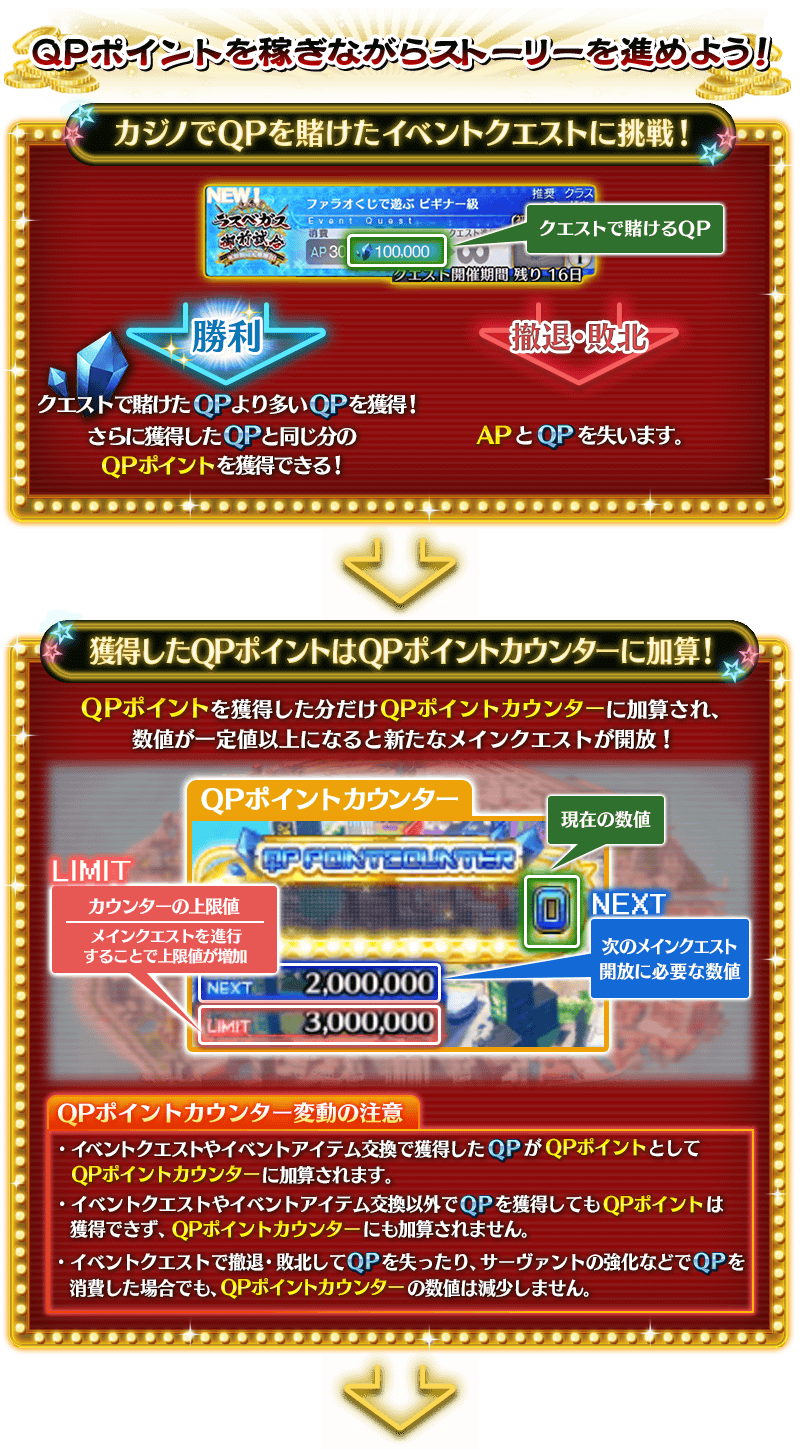 QPポイントを稼ぎながらストーリーを進めよう！
カジノでQPを賭けたイベントクエストに挑戦！
NEW!
ラスベガス
御前試合
ファラオくじで遊ぶ ビギナー級
Event Quest
推奨 クラス
消費
AP30
100,000
クエスト
クエスト開催期間 残り 16日
クエストで賭けるQP
勝利
クエストで賭けたQPより多いQPを獲得！
さらに獲得したQPと同じ分の
QPポイントを獲得できる！
撤退・敗北
APとQPを失います。
獲得したQPポイントはQPポイントカウンターに加算！
QPポイントを獲得した分だけQPポイントカウンターに加算され、
数値が一定値以上になると新たなメインクエストが開放！
QPポイントカウンター
現在の数値
QP POINTCOUNTER
0
LIMIT
カウンターの上限値
メインクエストを進行
することで上限値が増加
NEXT
次のメインクエスト
開放に必要な数値
NEXT 2,000,000
LIMIT 3,000,000
QPポイントカウンター変動の注意
・イベントクエストやイベントアイテム交換で獲得したQPがQPポイントとして
QPポイントカウンターに加算されます。
・イベントクエストやイベントアイテム交換以外でQPを獲得してもQPポイントは
獲得できず、QPポイントカウンターにも加算されません。
・イベントクエストで撤退・敗北してQPを失ったり、サーヴァントの強化などでQPを
消費した場合でも、QPポイントカウンターの数値は減少しません。